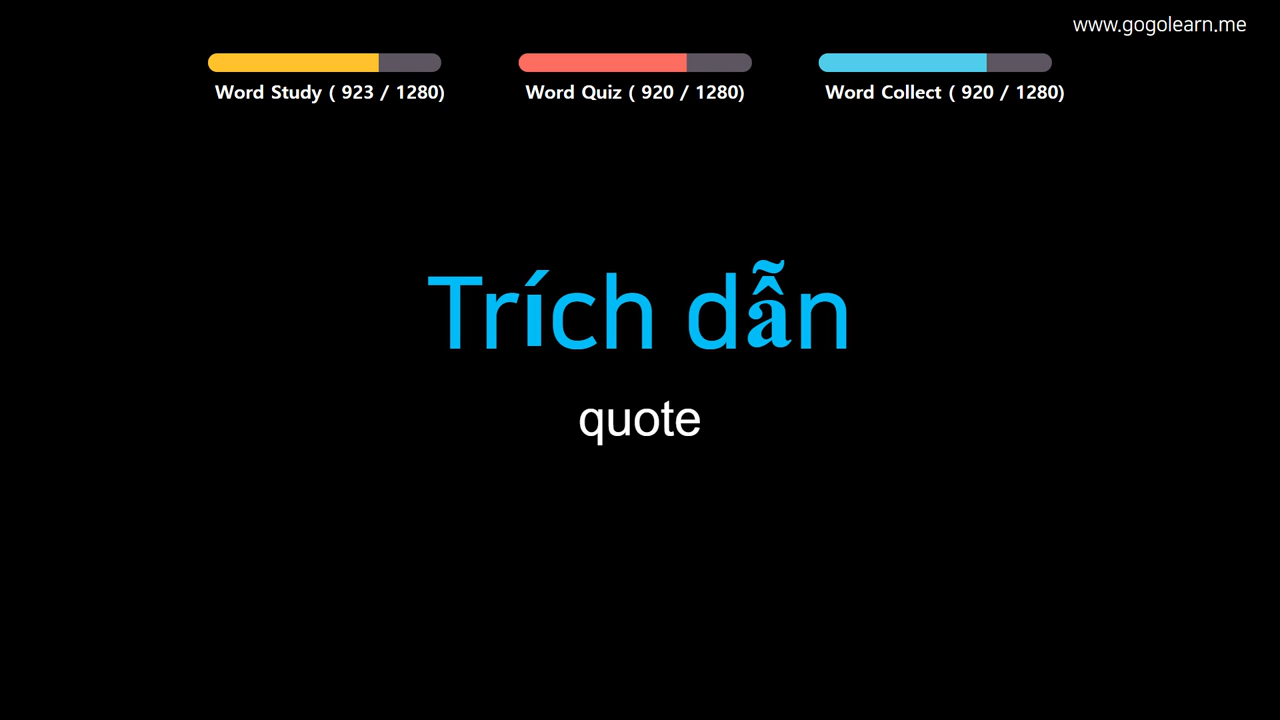 www.gogolearn.me
Word Study ( 923 / 1280)
Word Quiz ( 920 / 1280)
Word Collect ( 920 / 1280)
Trích dẫn
quote